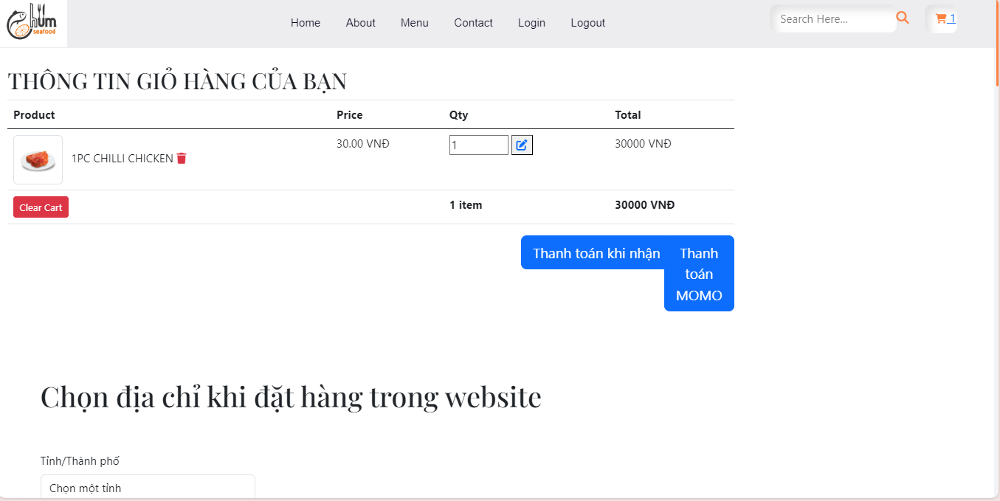 Chum
seafood
Home About Menu Contact Login Logout
Search Here...
1
THÔNG TIN GIỎ HÀNG CỦA BẠN
Product Price Qty Total
1PC CHILLI CHICKEN 30.00 VNĐ 1 30000 VNĐ
Clear Cart 1 item 30000 VNĐ
Thanh toán khi nhận
Thanh
toán
MOMO
Chọn địa chỉ khi đặt hàng trong website
Tỉnh/Thành phố
Chọn một tỉnh